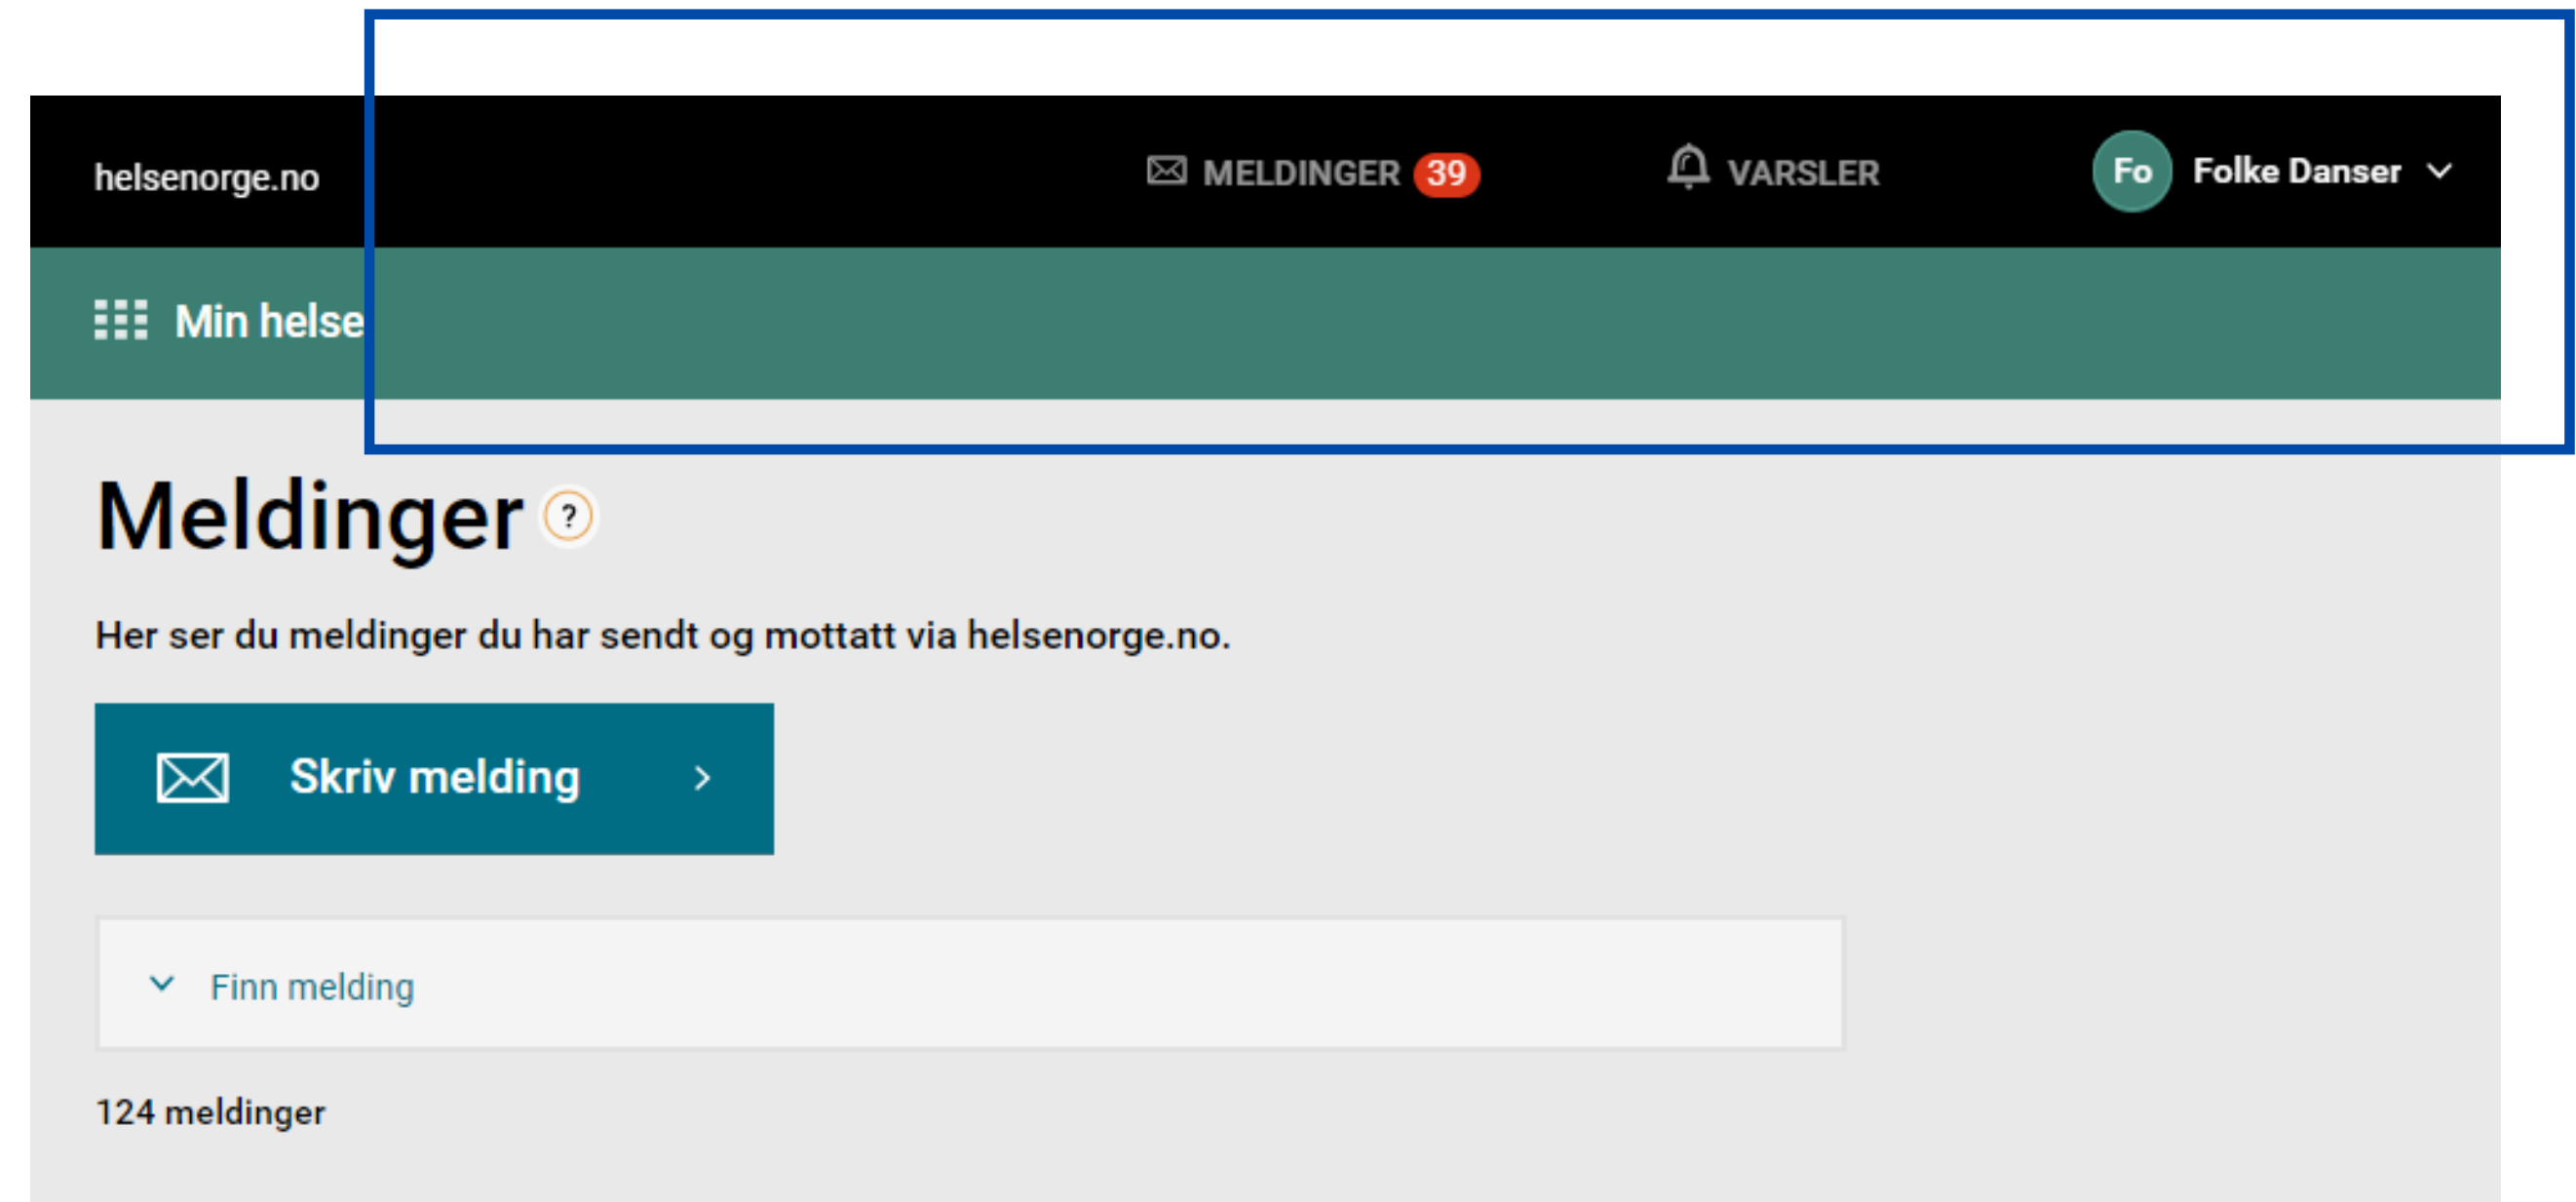 helsenorge.no MELDINGER 39 VARSLER Fo Folke Danser
Min helse
Meldinger ?
Her ser du meldinger du har sendt og mottatt via helsenorge.no.
Skriv melding
Finn melding
124 meldinger